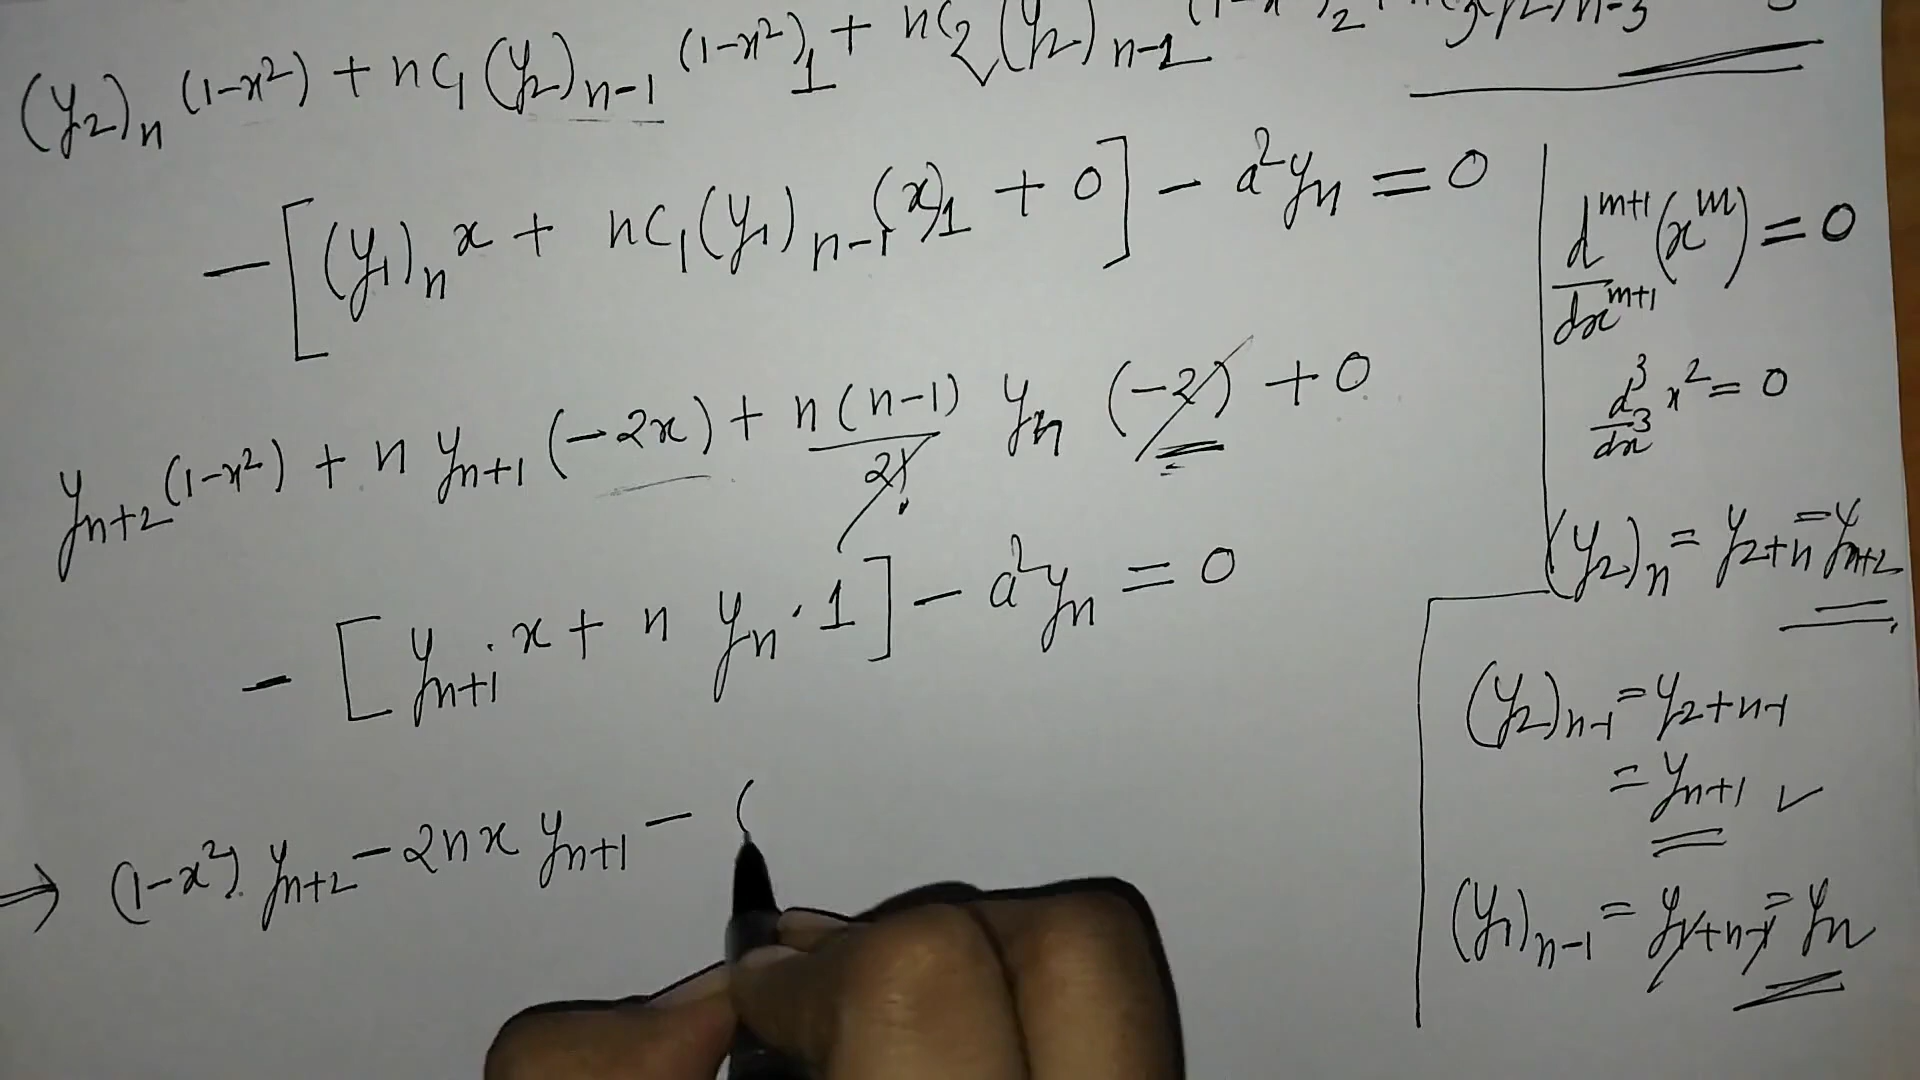 (y₂)ₙ (1-x²) + nC₁ (y₂)ₙ₋₁ (1-x²)₁ + nC₂ (y₂)ₙ₋₂
- [(y₁)ₙ x + nC₁ (y₁)ₙ₋₁ (x)₁ + 0] - a²yₙ = 0
yₙ₊₂ (1-x²) + n yₙ₊₁ (-2x) + n(n-1)/2! yₙ (-2) + 0
- [yₙ₊₁ · x + n yₙ · 1] - a²yₙ = 0
⇒ (1-x²) yₙ₊₂ - 2nx yₙ₊₁ - (
d^(m+1)/dx^(m+1) (x^m) = 0
d³/dx³ x² = 0
(y₂)ₙ = y₂₊ₙ = yₙ₊₂
(y₂)ₙ₋₁ = y₂₊ₙ₋₁
= yₙ₊₁ ✓
(y₁)ₙ₋₁ = y₁₊ₙ₋₁ = yₙ